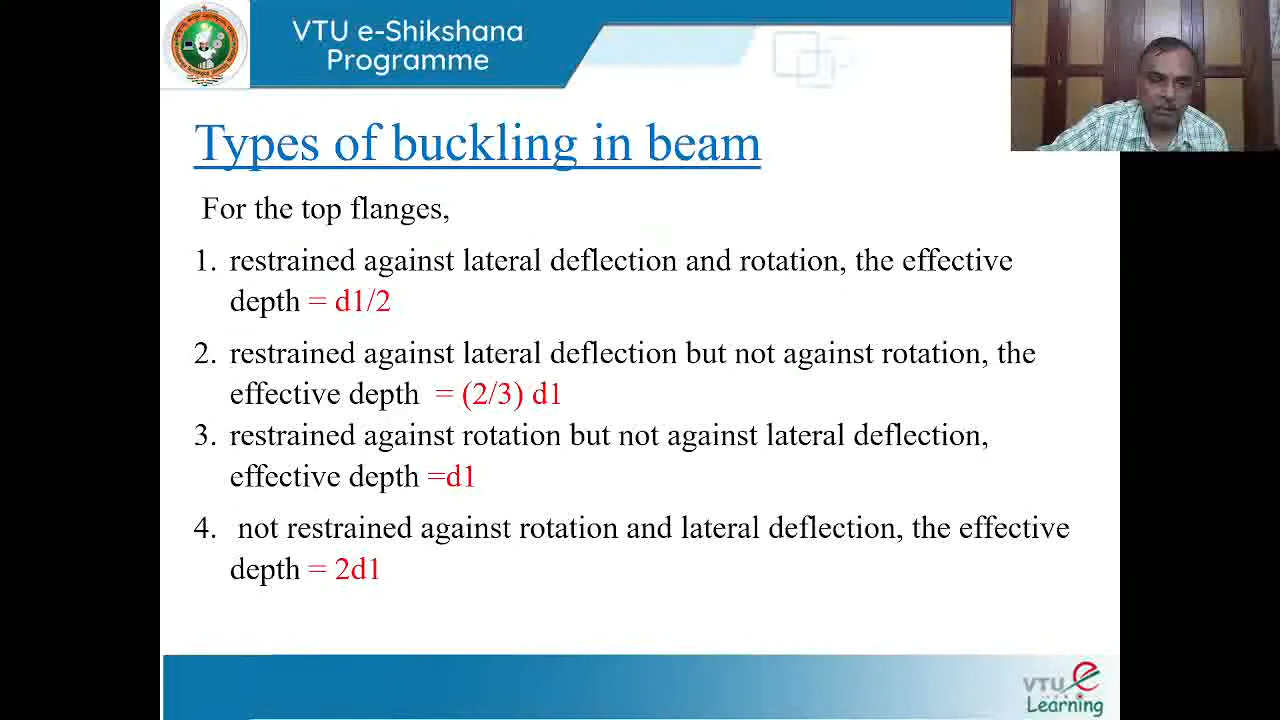 VTU e-Shikshana
Programme
Types of buckling in beam
For the top flanges,
1. restrained against lateral deflection and rotation, the effective
depth = d1/2
2. restrained against lateral deflection but not against rotation, the
effective depth = (2/3) d1
3. restrained against rotation but not against lateral deflection,
effective depth =d1
4. not restrained against rotation and lateral deflection, the effective
depth = 2d1
VTU e
Learning